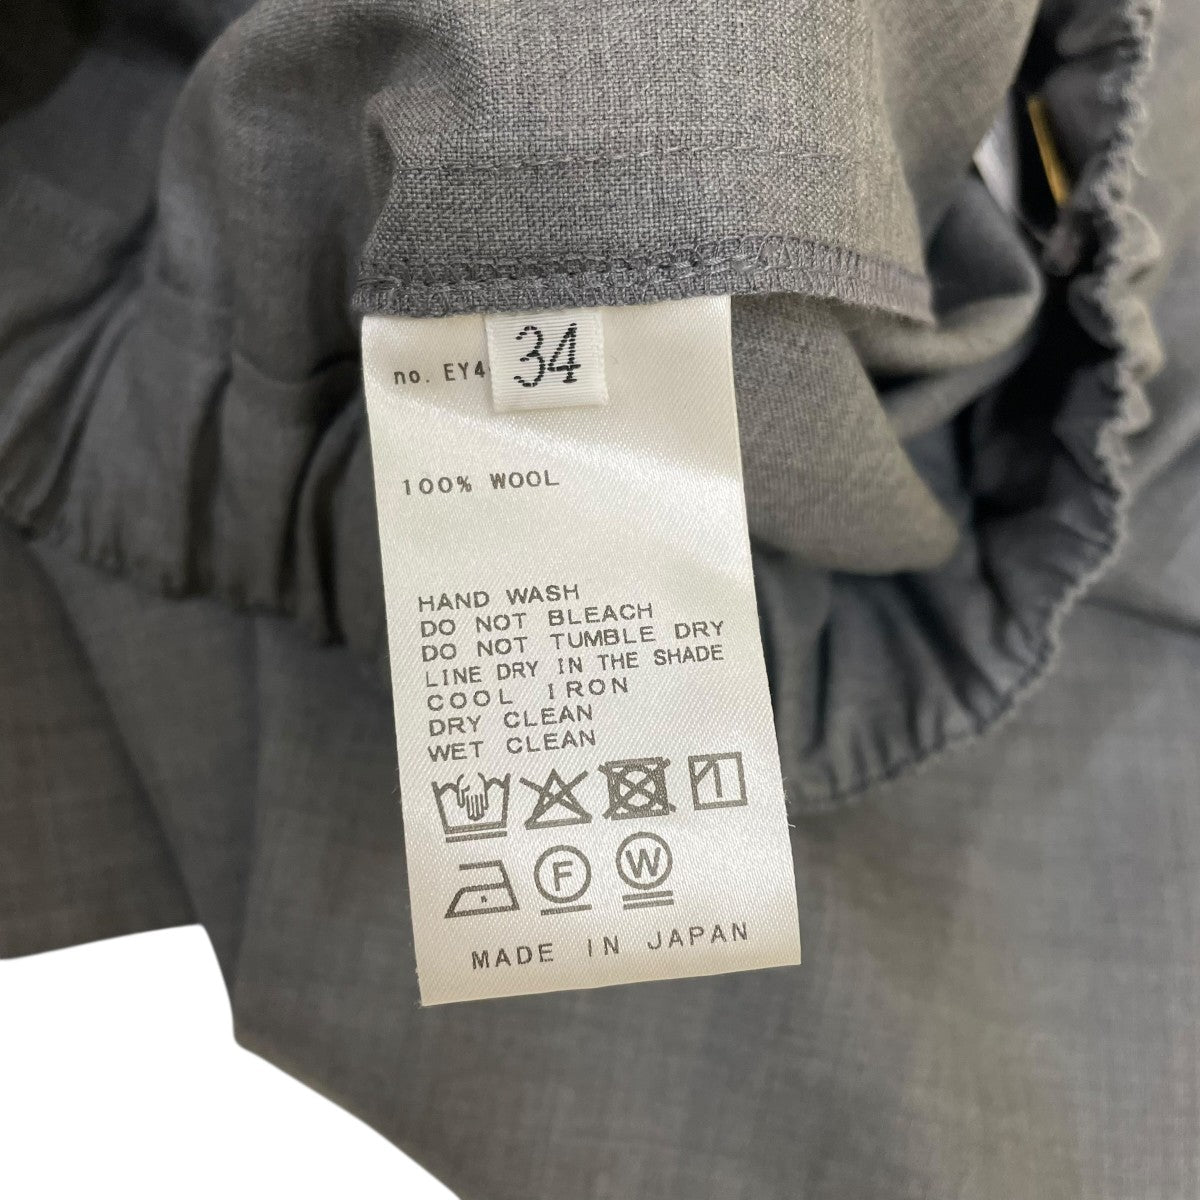 34
no. EY4
100% WOOL
HAND WASH
DO NOT BLEACH
DO NOT TUMBLE DRY
LINE DRY IN THE SHADE
COOL IRON
DRY CLEAN
WET CLEAN
F
W
MADE IN JAPAN